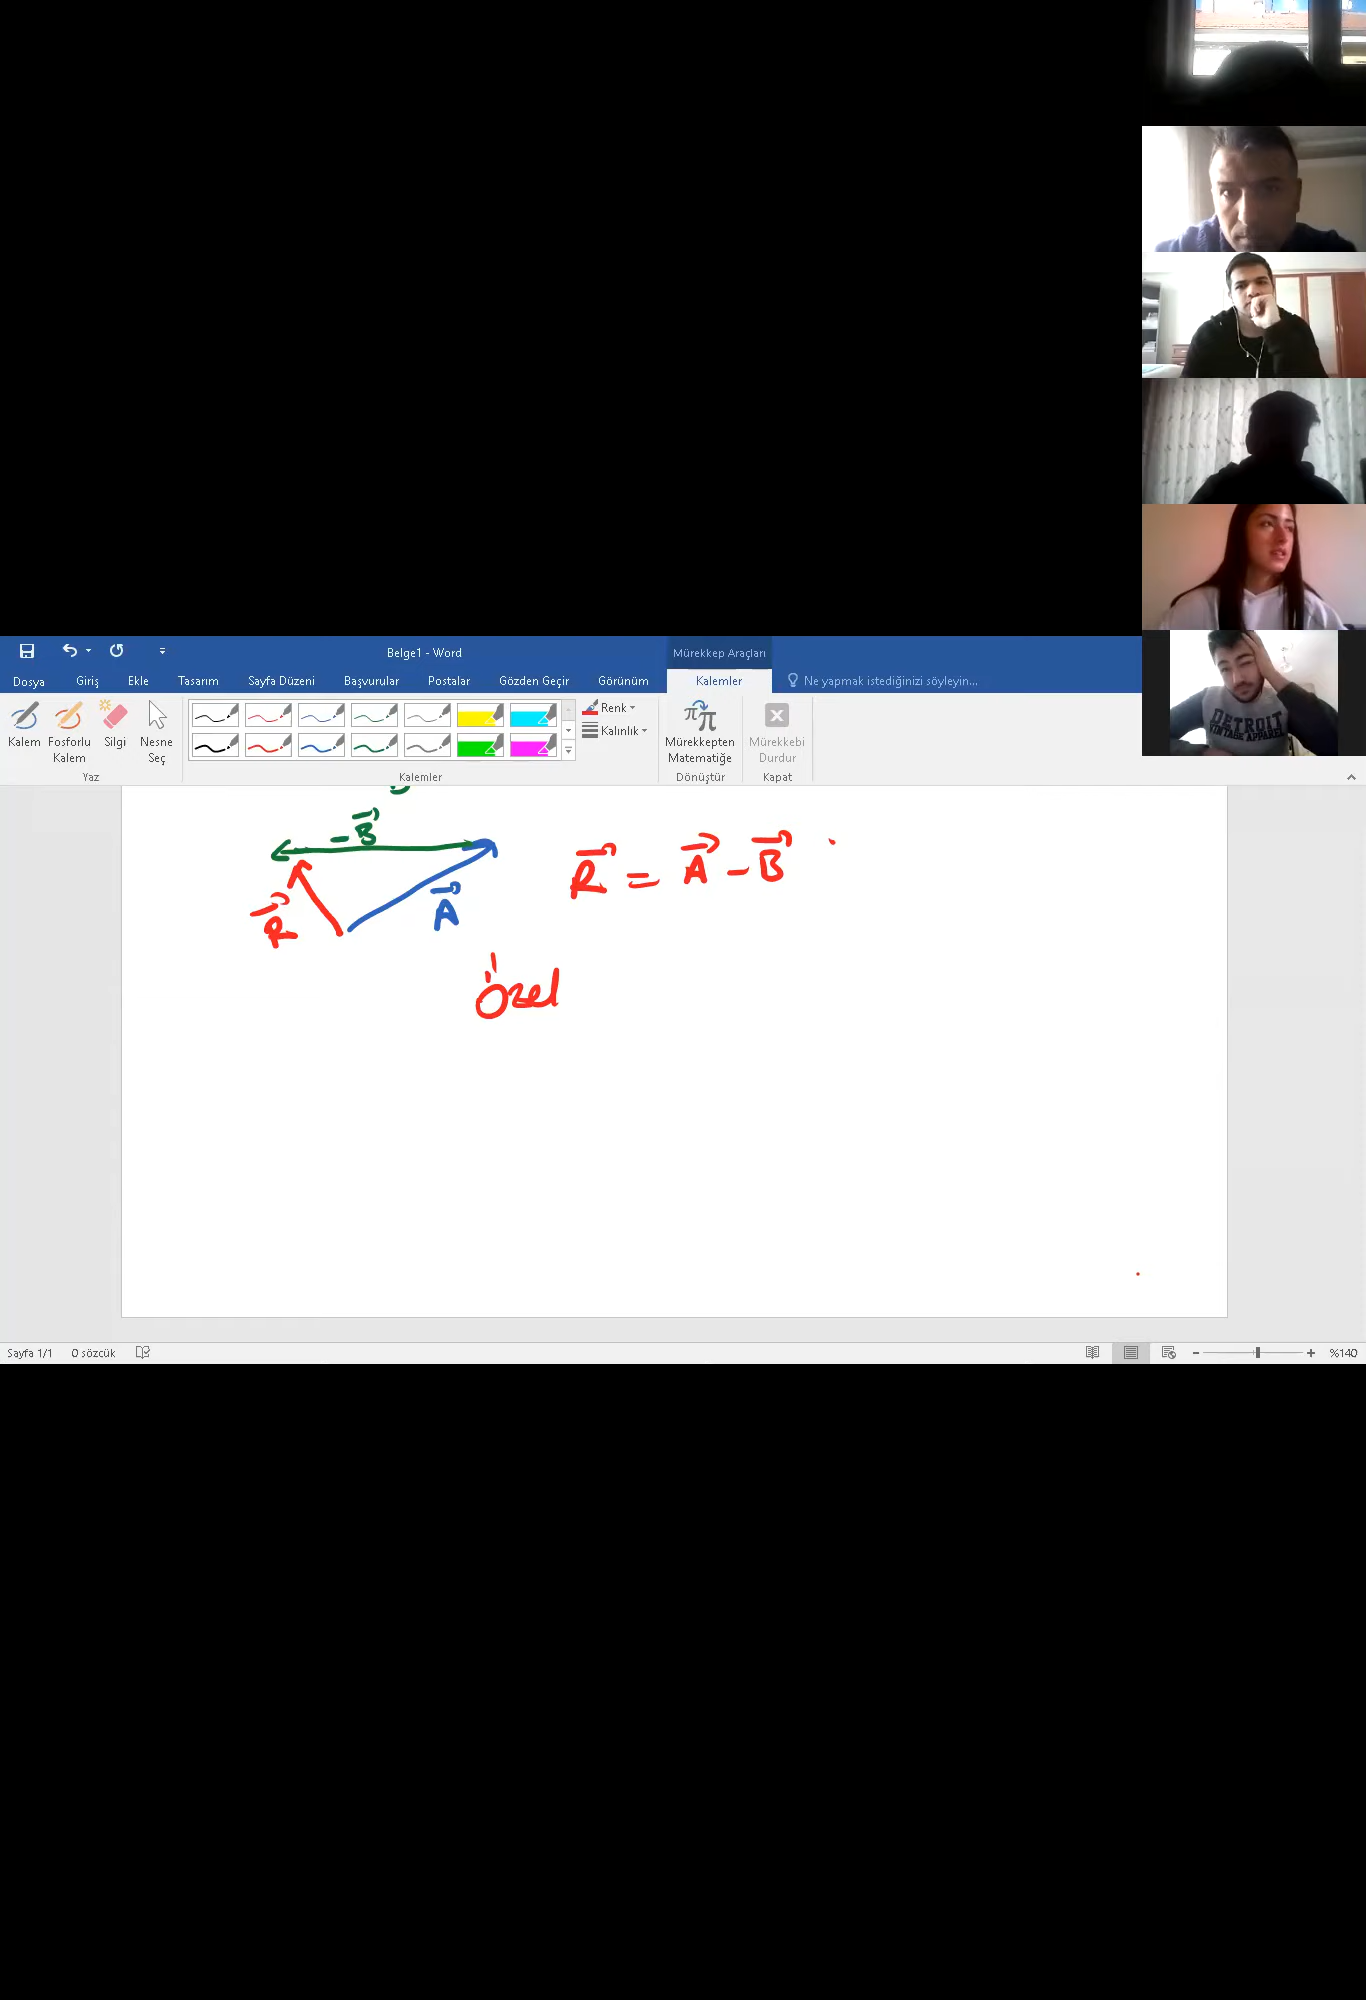 Belge1 - Word
Mürekkep Araçları
Dosya Giriş Ekle Tasarım Sayfa Düzeni Başvurular Postalar Gözden Geçir Görünüm Kalemler Ne yapmak istediğinizi söyleyin...
Kalem Fosforlu Kalem Silgi Nesne Seç
Renk
Kalınlık
Mürekkepten Matematiğe
Mürekkebi Durdur
Yaz Kalemler Dönüştür Kapat
DETROIT
VINTAGE APPAREL
-B⃗
R⃗ = A⃗ - B⃗
A⃗
R⃗
Özel
Sayfa 1/1 0 sözcük %140